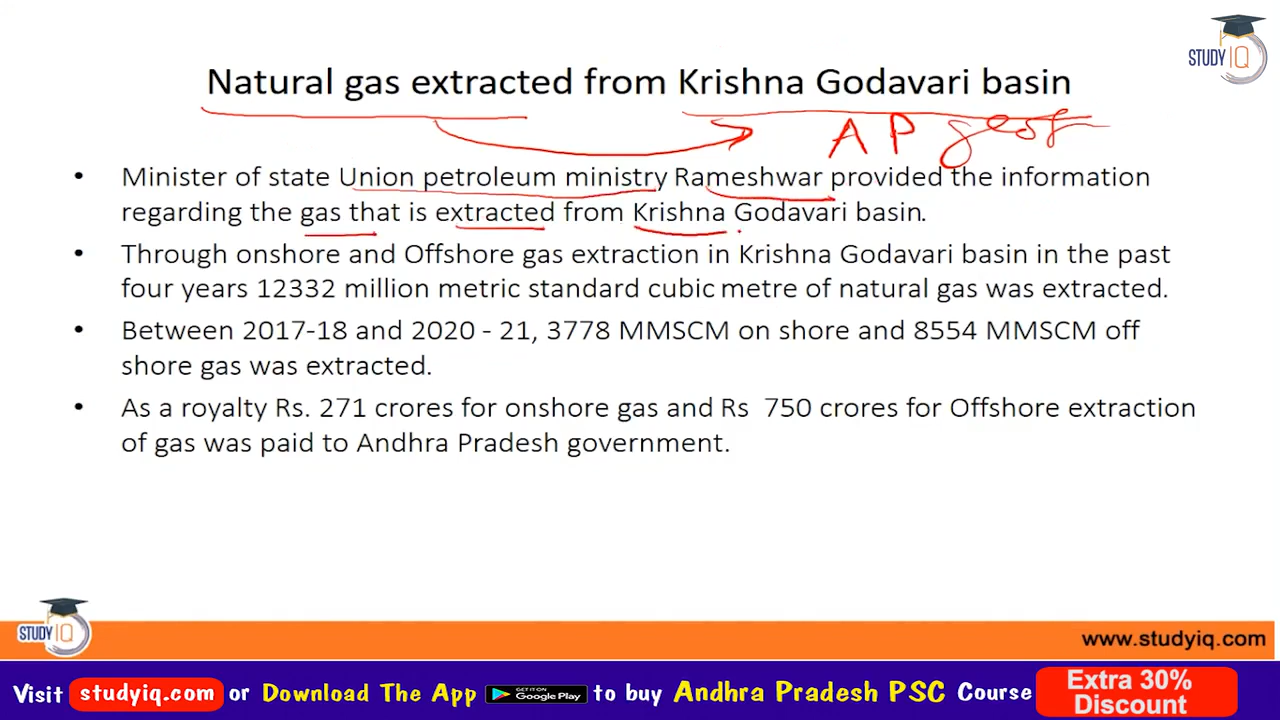 STUDY IQ
Natural gas extracted from Krishna Godavari basin
A P
• Minister of state Union petroleum ministry Rameshwar provided the information
regarding the gas that is extracted from Krishna Godavari basin.
• Through onshore and Offshore gas extraction in Krishna Godavari basin in the past
four years 12332 million metric standard cubic metre of natural gas was extracted.
• Between 2017-18 and 2020 - 21, 3778 MMSCM on shore and 8554 MMSCM off
shore gas was extracted.
• As a royalty Rs. 271 crores for onshore gas and Rs 750 crores for Offshore extraction
of gas was paid to Andhra Pradesh government.
STUDY IQ
www.studyiq.com
Visit studyiq.com or Download The App GET IT ON Google Play to buy Andhra Pradesh PSC Course
Extra 30%
Discount